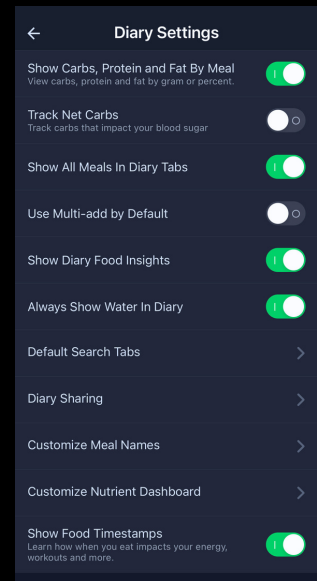 Diary Settings
Show Carbs, Protein and Fat By Meal
View carbs, protein and fat by gram or percent.
Track Net Carbs
Track carbs that impact your blood sugar
Show All Meals In Diary Tabs
Use Multi-add by Default
Show Diary Food Insights
Always Show Water In Diary
Default Search Tabs
Diary Sharing
Customize Meal Names
Customize Nutrient Dashboard
Show Food Timestamps
Learn how when you eat impacts your energy,
workouts and more.